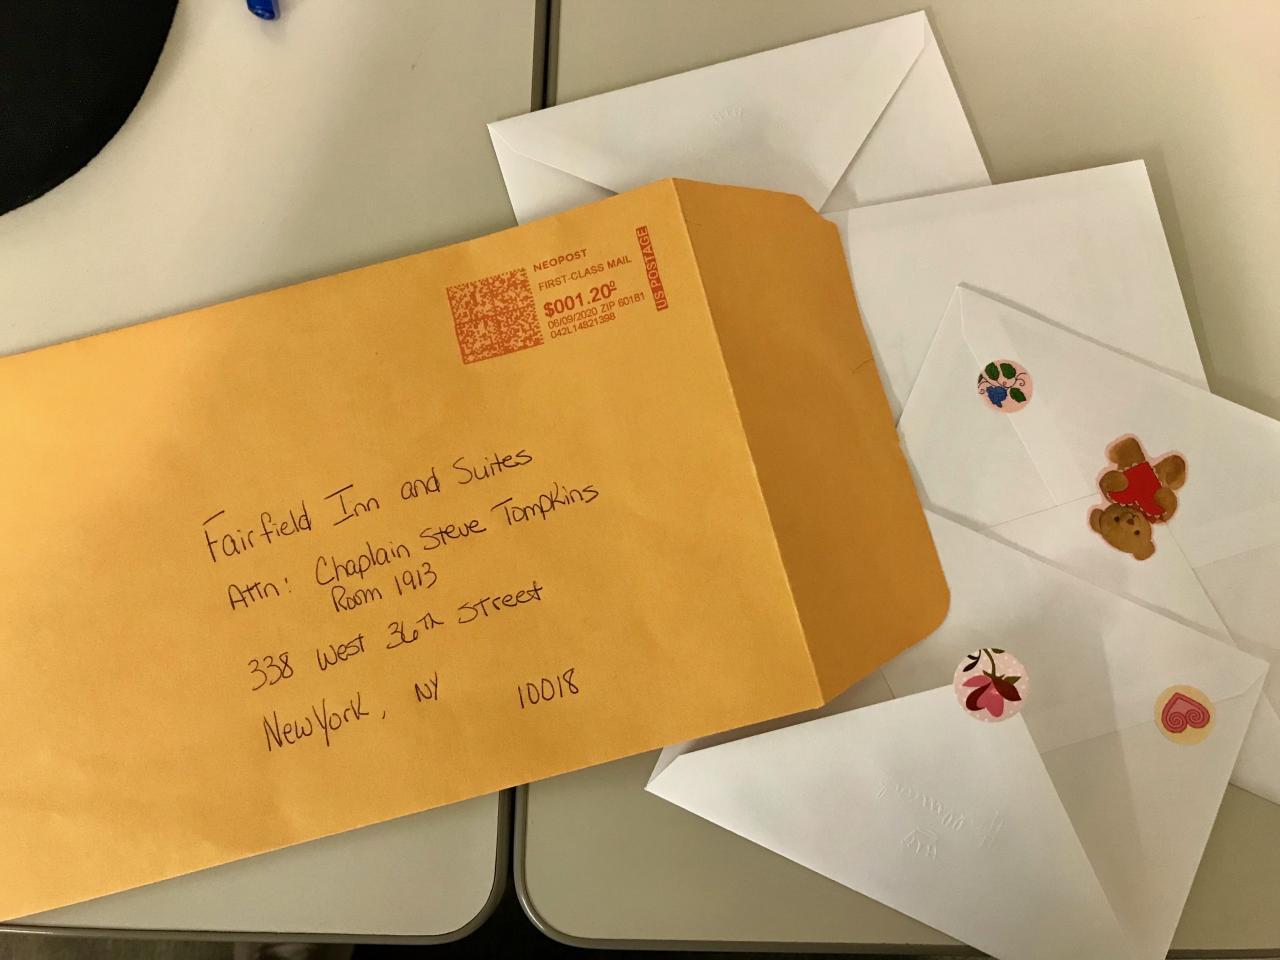 NEOPOST
FIRST-CLASS MAIL
$001.20⁰
06/09/2020 ZIP 60181
042L14821398
US POSTAGE
Fairfield Inn and Suites
Attn: Chaplain Steve Tompkins
Room 1913
338 West 36th Street
New York, NY 10018
Hallmark